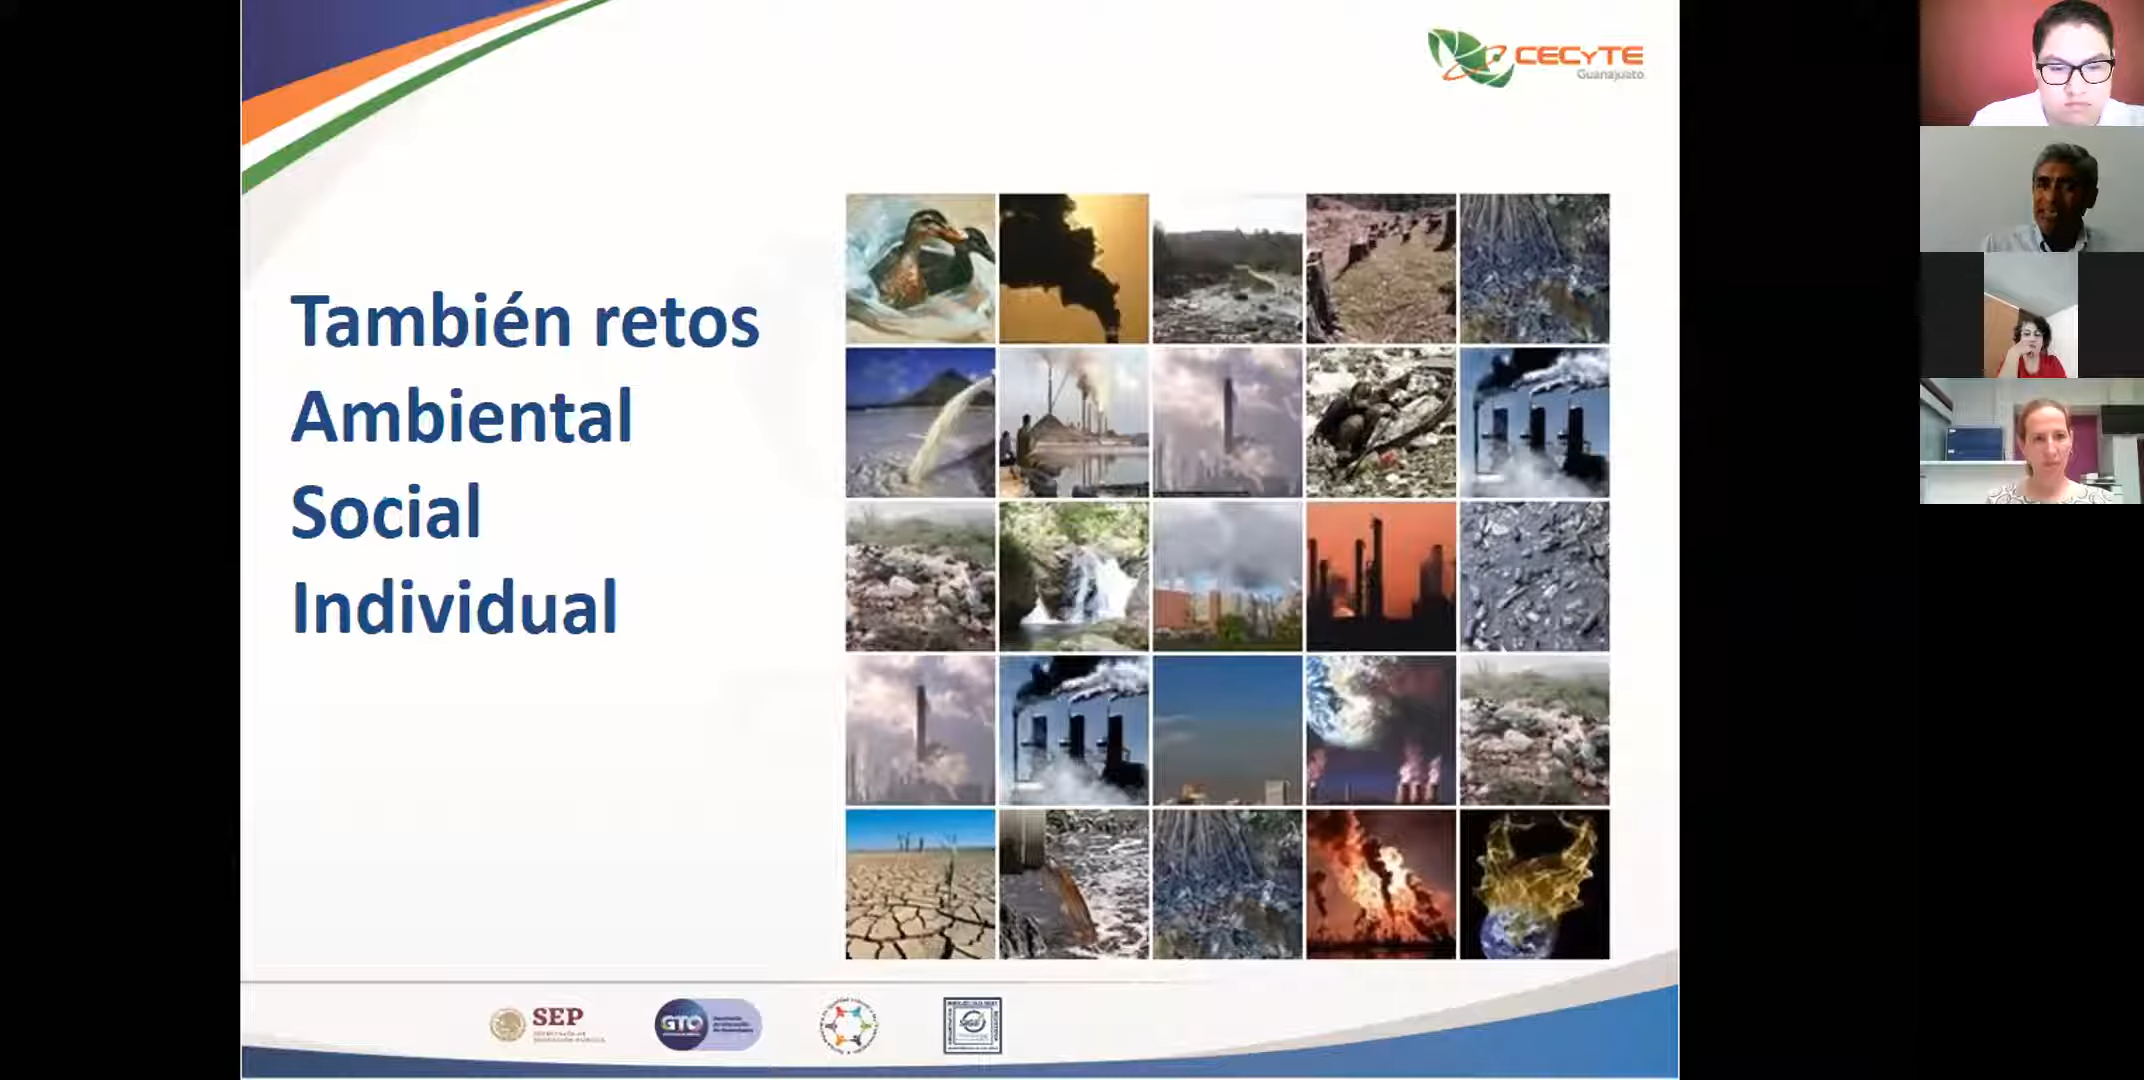 CECyTE
Guanajuato
También retos
Ambiental
Social
Individual
SEP
GTO